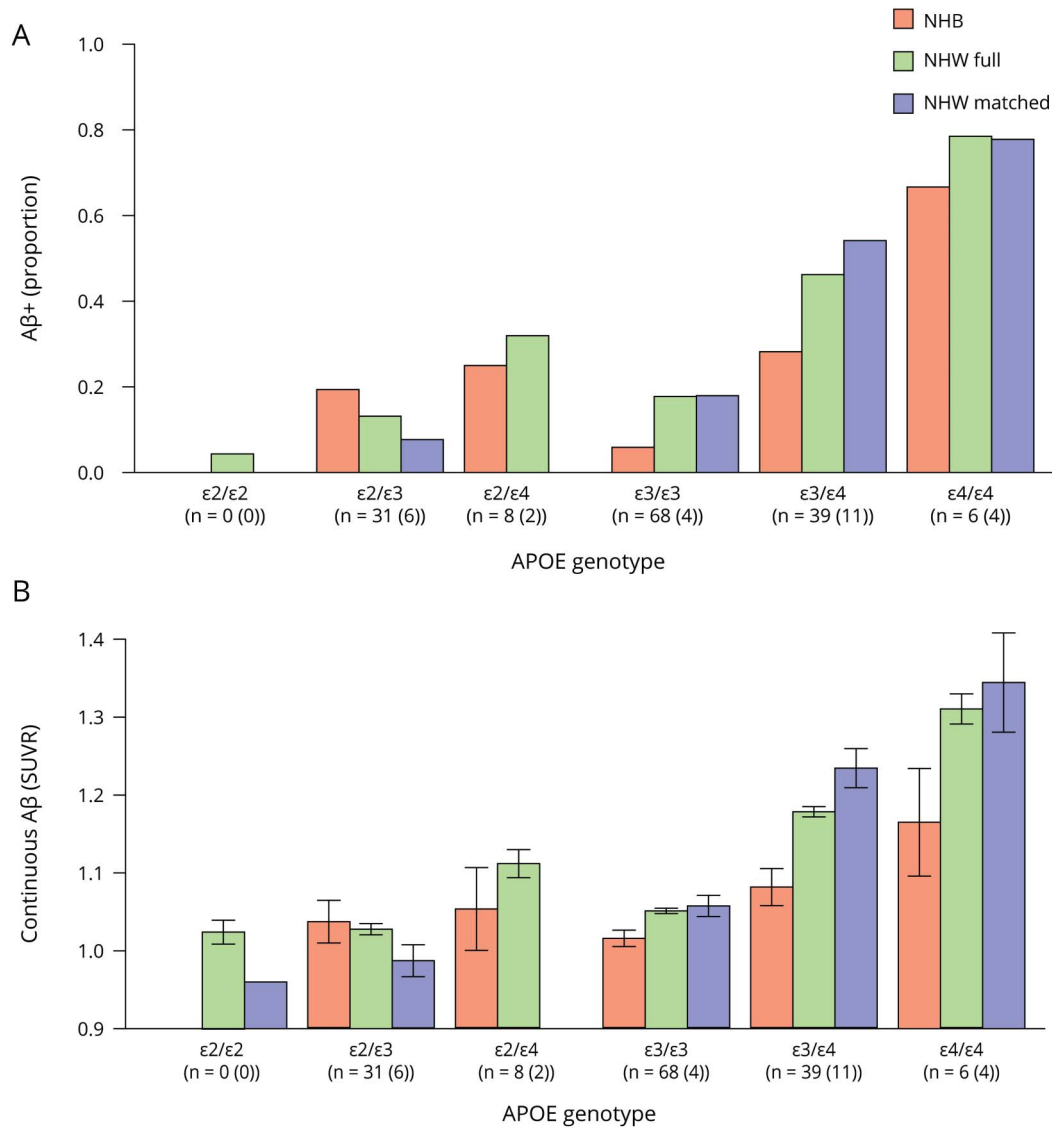 A
NHB
NHW full
NHW matched
Aβ+ (proportion)
1.0
0.8
0.6
0.4
0.2
0.0
ε2/ε2 ε2/ε3 ε2/ε4 ε3/ε3 ε3/ε4 ε4/ε4
(n = 0 (0)) (n = 31 (6)) (n = 8 (2)) (n = 68 (4)) (n = 39 (11)) (n = 6 (4))
APOE genotype
B
Continuous Aβ (SUVR)
1.4
1.3
1.2
1.1
1.0
0.9
ε2/ε2 ε2/ε3 ε2/ε4 ε3/ε3 ε3/ε4 ε4/ε4
(n = 0 (0)) (n = 31 (6)) (n = 8 (2)) (n = 68 (4)) (n = 39 (11)) (n = 6 (4))
APOE genotype